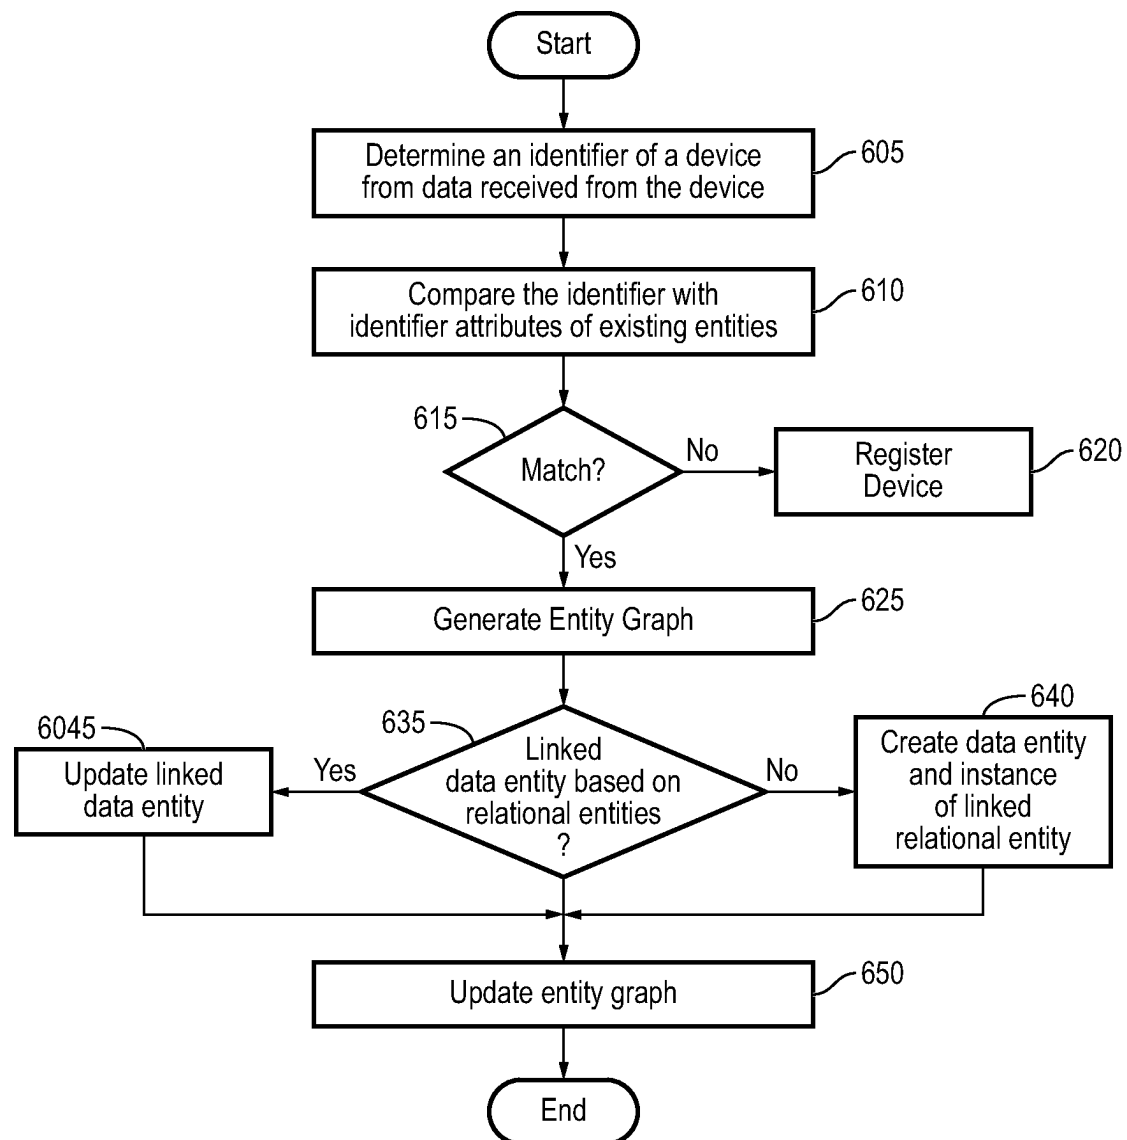 Start
Determine an identifier of a device
from data received from the device
605
Compare the identifier with
identifier attributes of existing entities
610
615
Match?
No
Register
Device
620
Yes
Generate Entity Graph
625
635
Linked
data entity based on
relational entities
?
Yes
6045
Update linked
data entity
No
640
Create data entity
and instance
of linked
relational entity
Update entity graph
650
End